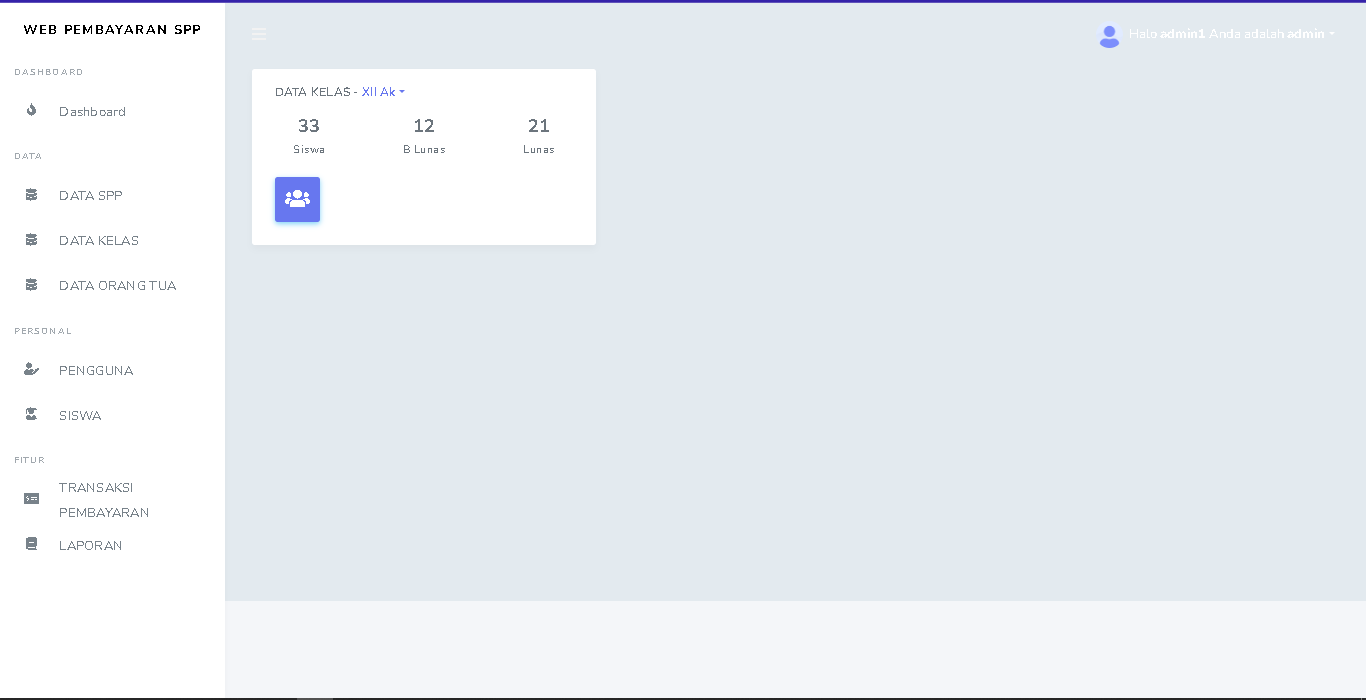 WEB PEMBAYARAN SPP
Halo admin1 Anda adalah admin
DASHBOARD
Dashboard
DATA
DATA SPP
DATA KELAS
DATA ORANG TUA
PERSONAL
PENGGUNA
SISWA
FITUR
TRANSAKSI
PEMBAYARAN
LAPORAN
DATA KELAS - XII Ak
33 12 21
Siswa B Lunas Lunas